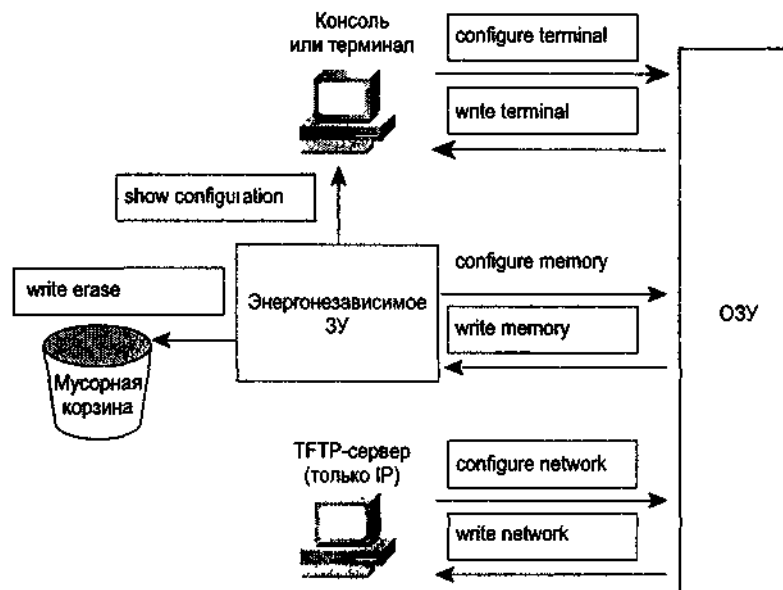 Консоль
или терминал
configure terminal
write terminal
show configuration
write erase
Энергонезависимое
ЗУ
configure memory
write memory
ОЗУ
Мусорная
корзина
TFTP-сервер
(только IP)
configure network
write network